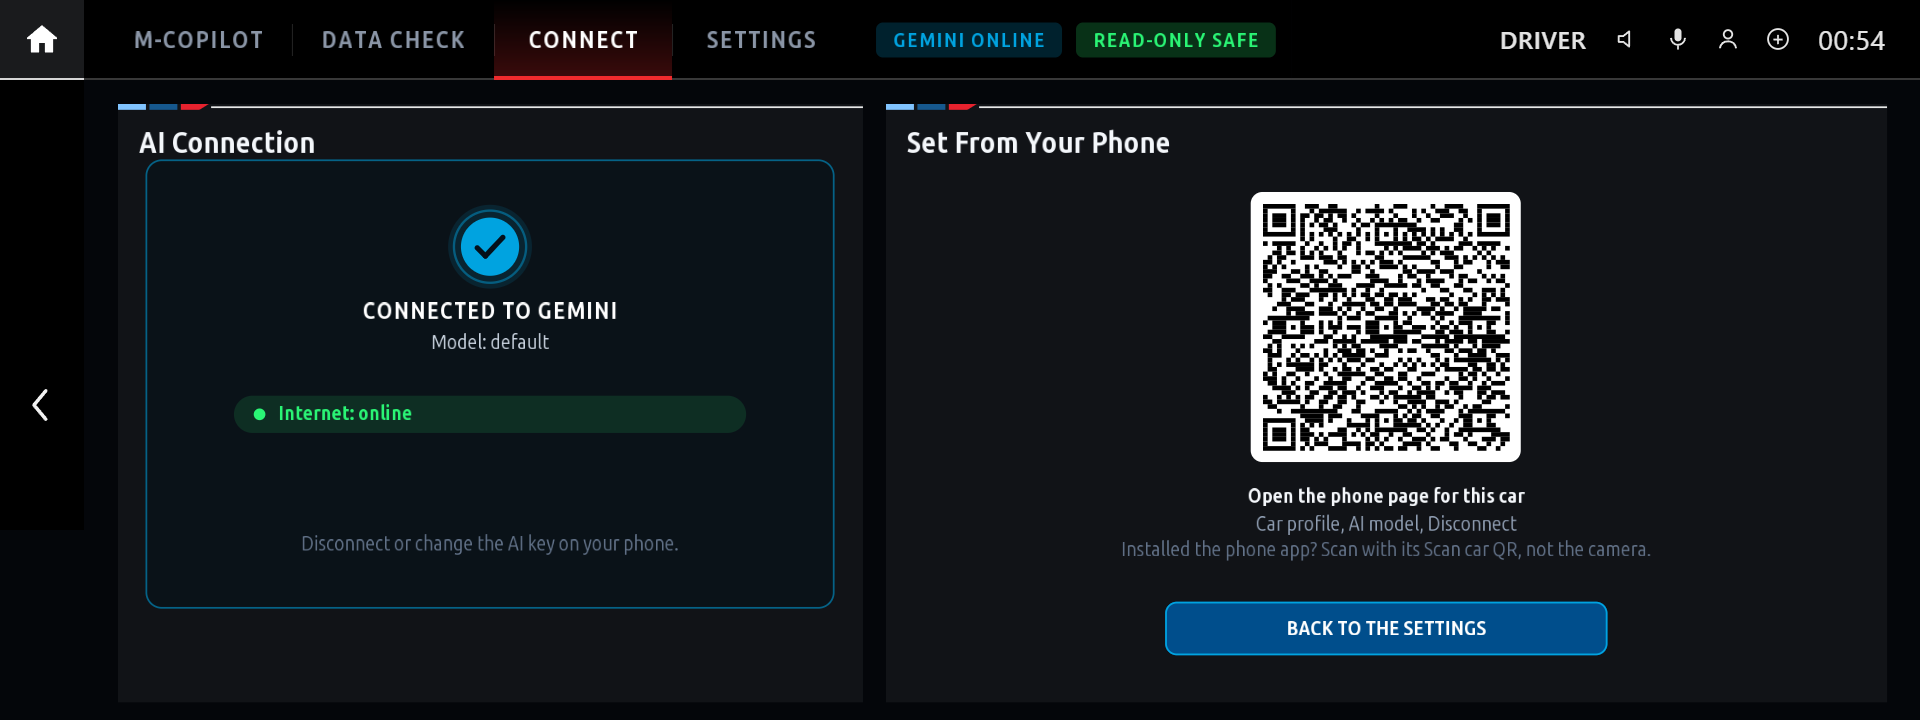 M-COPILOT
DATA CHECK
CONNECT
SETTINGS
GEMINI ONLINE
READ-ONLY SAFE
DRIVER
00:54
AI Connection
CONNECTED TO GEMINI
Model: default
Internet: online
Disconnect or change the AI key on your phone.
Set From Your Phone
Open the phone page for this car
Car profile, AI model, Disconnect
Installed the phone app? Scan with its Scan car QR, not the camera.
BACK TO THE SETTINGS